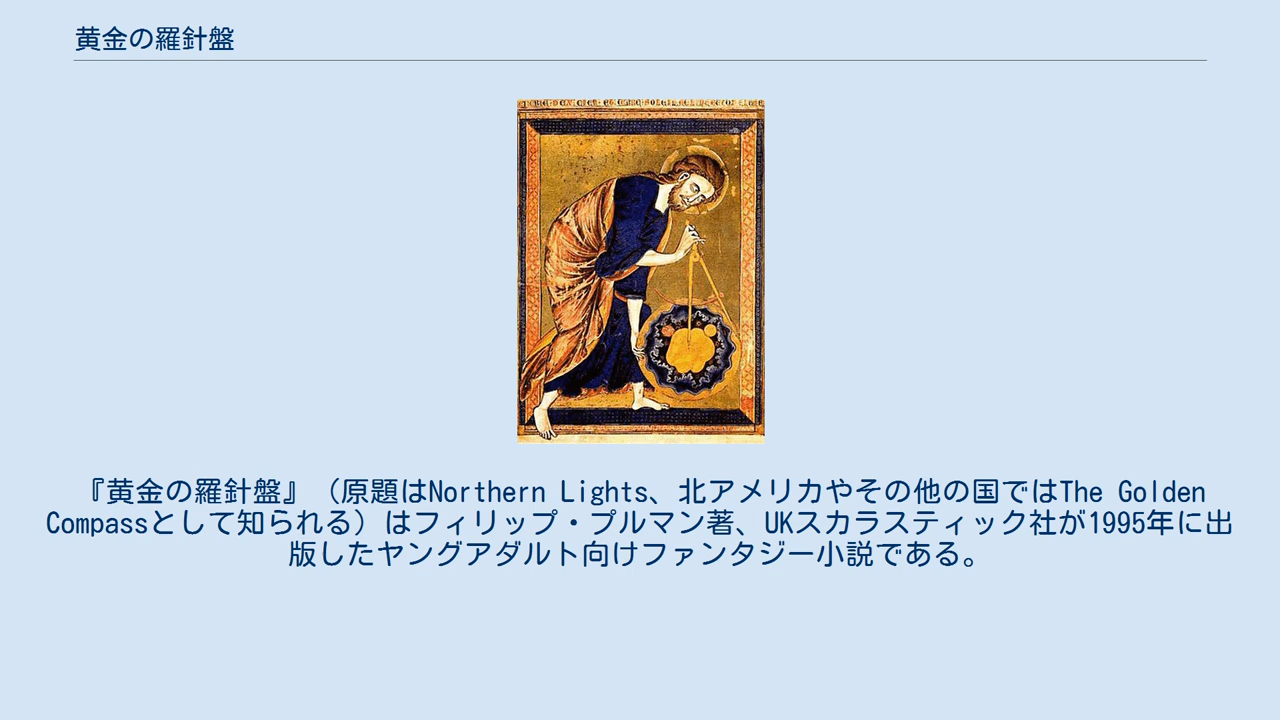 黄金の羅針盤
『黄金の羅針盤』（原題はNorthern Lights、北アメリカやその他の国ではThe Golden
Compassとして知られる）はフィリップ・プルマン著、UKスカラスティック社が1995年に出
版したヤングアダルト向けファンタジー小説である。